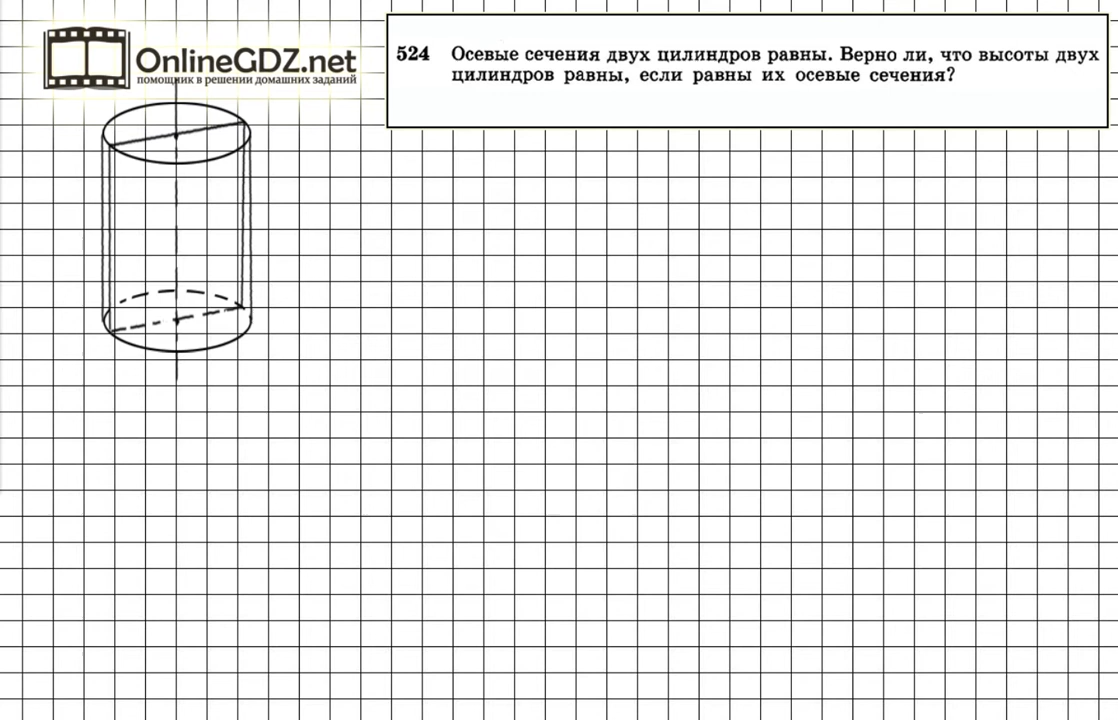 OnlineGDZ.net
помощник в решении домашних заданий
524 Осевые сечения двух цилиндров равны. Верно ли, что высоты двух
цилиндров равны, если равны их осевые сечения?